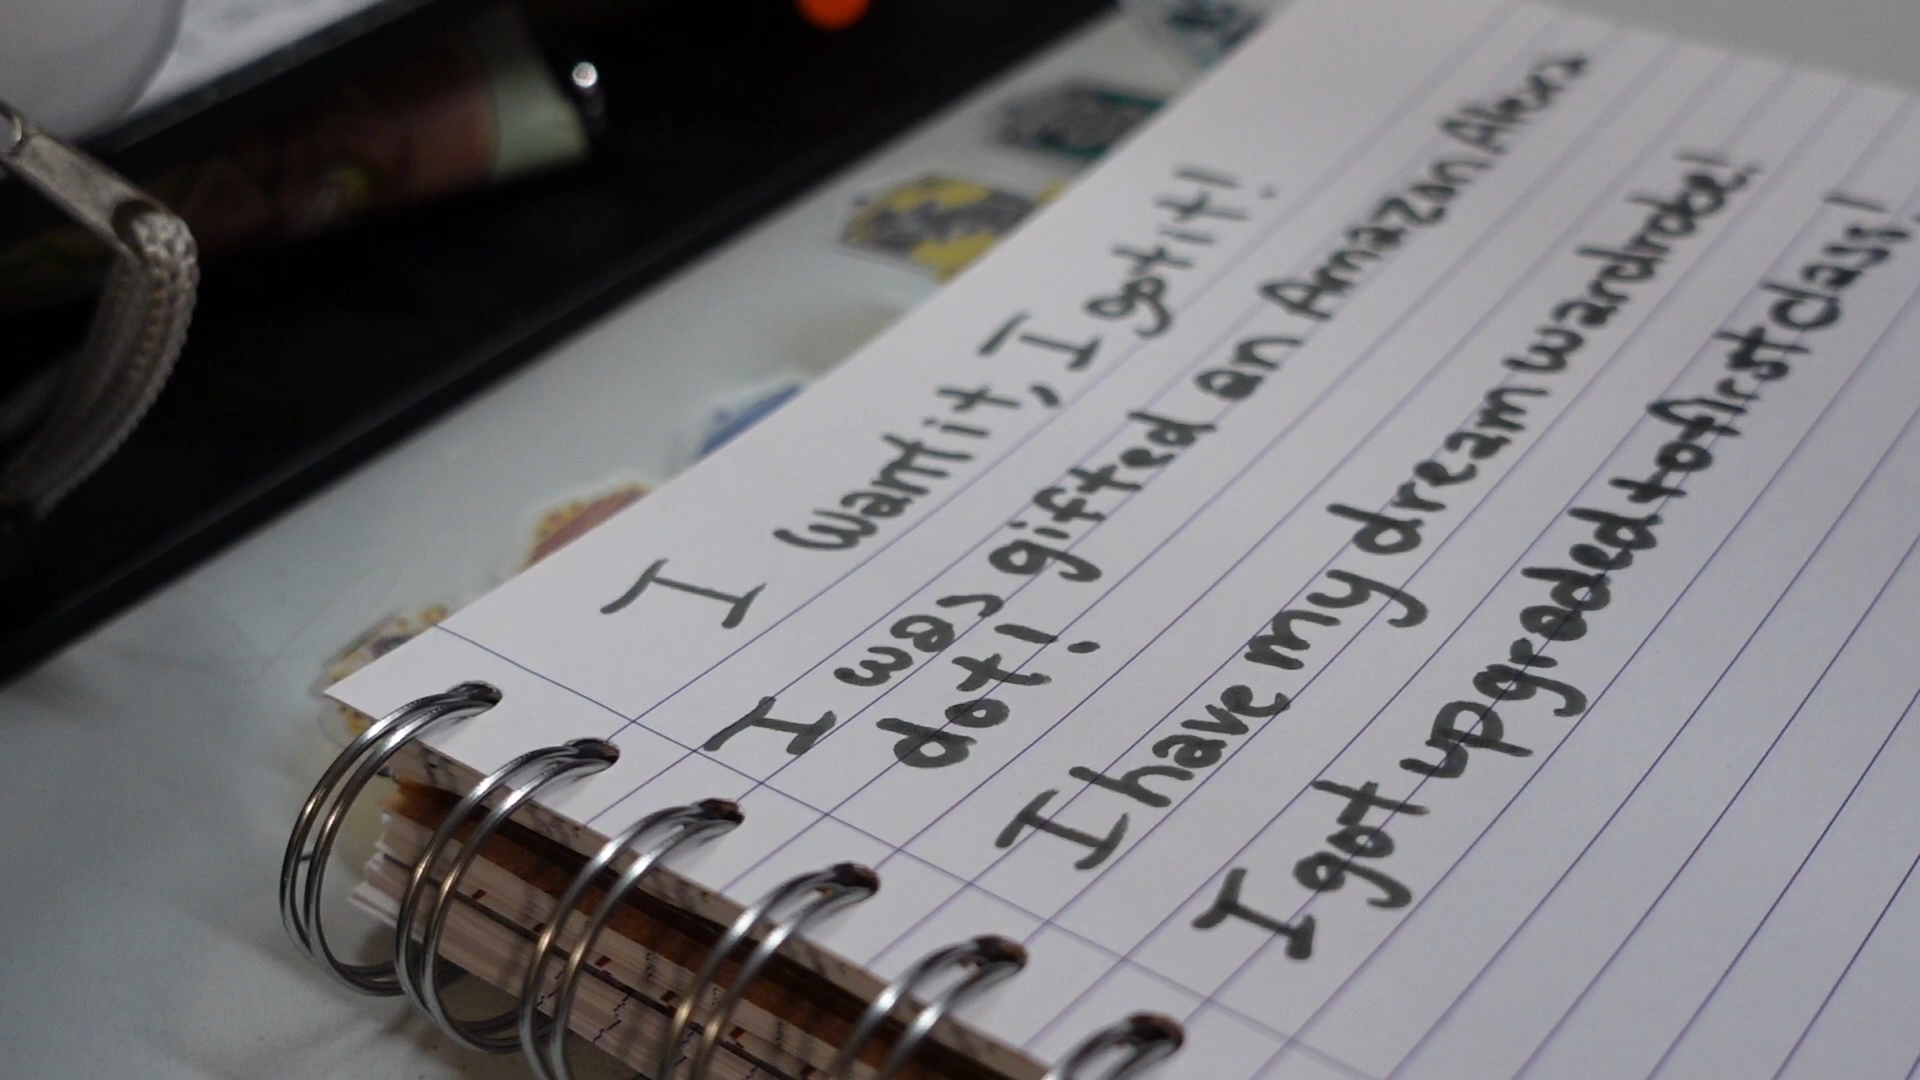 I want it, I got it!
I was gifted an Amazon Alexa
dot!
I have my dream wardrobe!
I got upgraded to first class!